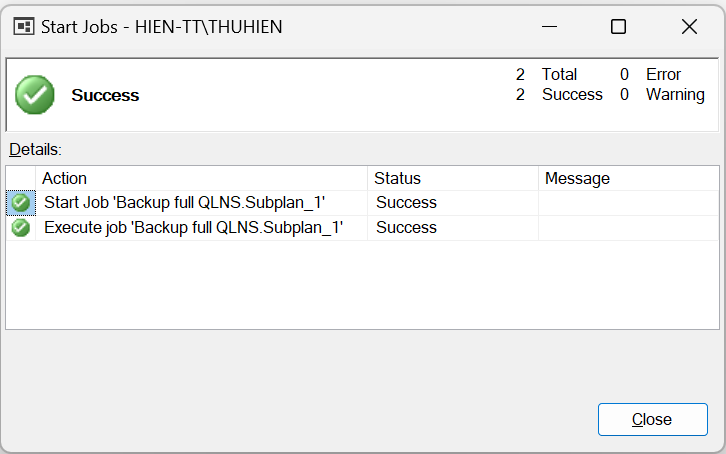 Start Jobs - HIEN-TT\THUHIEN
Success
2 Total 0 Error
2 Success 0 Warning
Details:
Action Status Message
Start Job 'Backup full QLNS.Subplan_1' Success
Execute job 'Backup full QLNS.Subplan_1' Success
Close